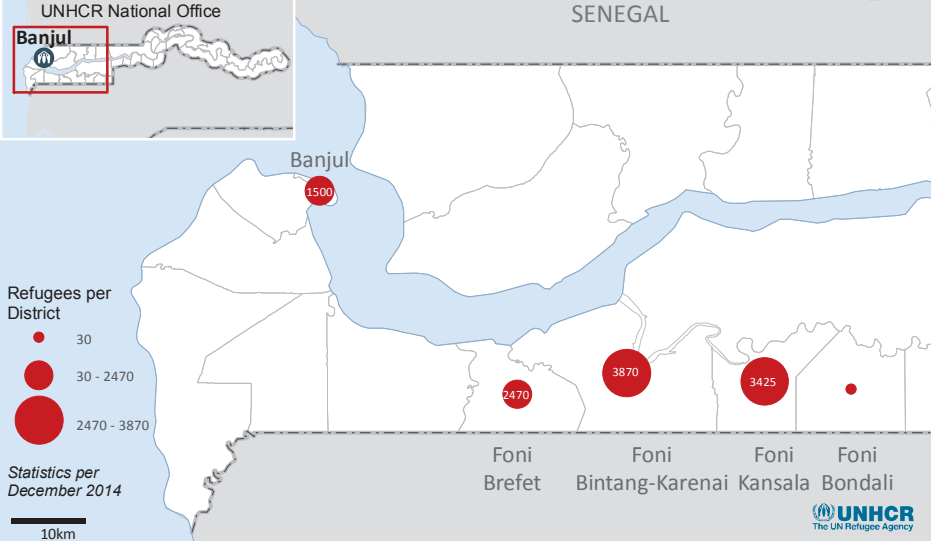 UNHCR National Office
Banjul
SENEGAL
Banjul
1500
Refugees per
District
30
30 - 2470
2470 - 3870
Statistics per
December 2014
10km
2470
3870
3425
Foni
Brefet
Foni
Bintang-Karenai
Foni
Kansala
Foni
Bondali
UNHCR
The UN Refugee Agency